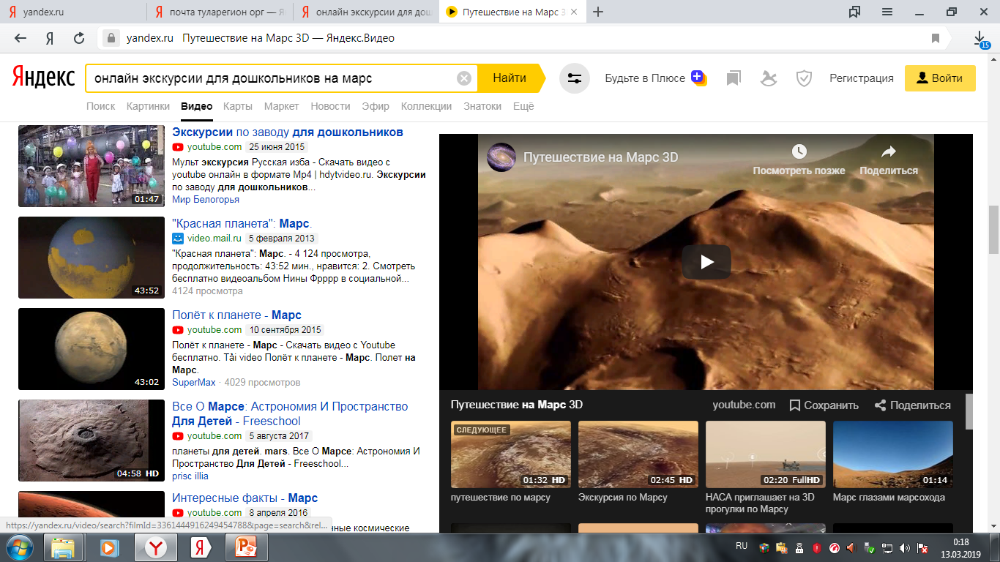 yandex.ru
почта туларегион орг — Я
онлайн экскурсии для дош
Путешествие на Марс 3
yandex.ru Путешествие на Марс 3D — Яндекс.Видео
15
Яндекс
онлайн экскурсии для дошкольников на марс
Найти
Будьте в Плюсе
Регистрация
Войти
Поиск Картинки Видео Карты Маркет Новости Эфир Коллекции Знатоки Ещё
01:47
Экскурсии по заводу для дошкольников
youtube.com 25 июня 2015
Мульт экскурсия Русская изба - Скачать видео с
youtube онлайн в формате Mp4 | hdytvideo.ru. Экскурсии
по заводу для дошкольников...
Мир Белогорья
43:52
"Красная планета": Марс.
video.mail.ru 5 февраля 2013
"Красная планета": Марс. - 4 124 просмотра,
продолжительность: 43:52 мин., нравится: 2. Смотреть
бесплатно видеоальбом Нины Фрррр в социальной...
4124 просмотра
43:02
Полёт к планете - Марс
youtube.com 10 сентября 2015
Полёт к планете - Марс - Скачать видео с Youtube
бесплатно. Tải video Полёт к планете - Марс. Полет на
Марс.
SuperMax · 4029 просмотров
04:58 HD
Все О Марсе: Астрономия И Пространство
Для Детей - Freeschool
youtube.com 5 августа 2017
планеты для детей. mars. Все О Марсе: Астрономия И
Пространство Для Детей - Freeschool...
prisc illia
Интересные факты - Марс
youtube.com 8 апреля 2016
космические
https://yandex.ru/video/search?filmId=3361444916249454788&page=search&rel...
Путешествие на Марс 3D
Посмотреть позже
Поделиться
Путешествие на Марс 3D
youtube.com
Сохранить
Поделиться
СЛЕДУЮЩЕЕ
01:32 HD
путешествие по марсу
02:45 HD
Экскурсия по Марсу
02:20 FullHD
НАСА приглашает на 3D
прогулки по Марсу
01:14
Марс глазами марсохода
RU
0:18
13.03.2019